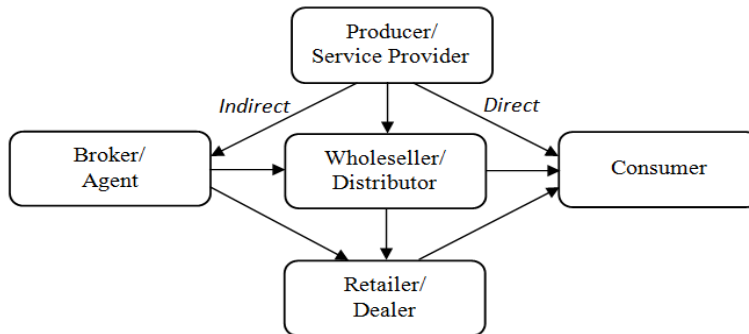 Producer/
Service Provider
Indirect
Direct
Broker/
Agent
Wholeseller/
Distributor
Consumer
Retailer/
Dealer